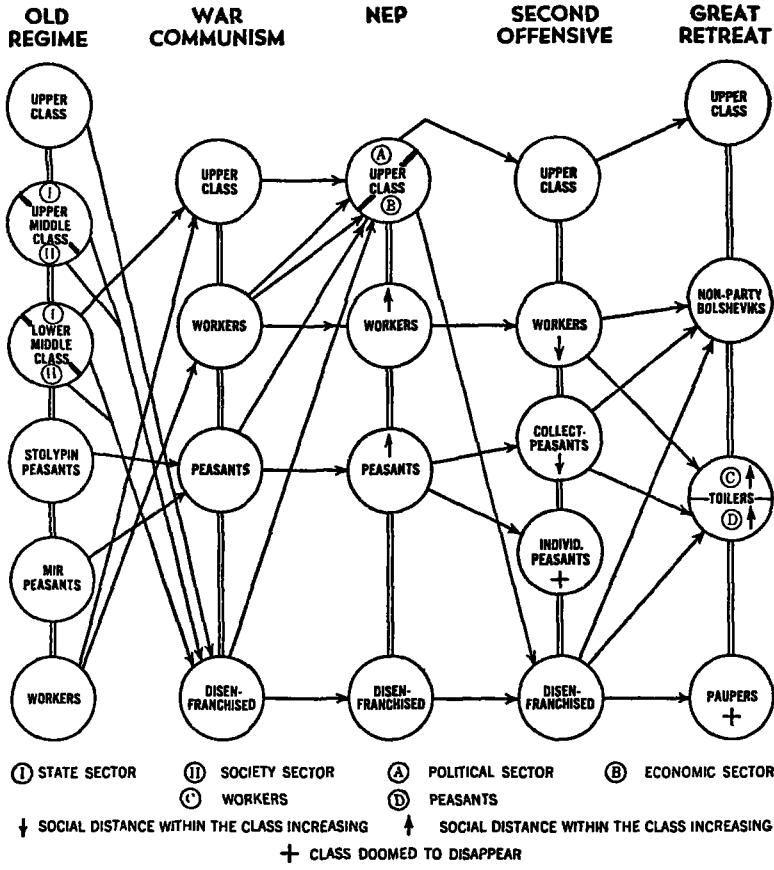 OLD REGIME
WAR COMMUNISM
NEP
SECOND OFFENSIVE
GREAT RETREAT
UPPER CLASS
I
UPPER MIDDLE CLASS
II
I
LOWER MIDDLE CLASS
II
STOLYPIN PEASANTS
MIR PEASANTS
WORKERS
UPPER CLASS
WORKERS
PEASANTS
DISEN-FRANCHISED
A
UPPER CLASS
B
WORKERS
PEASANTS
DISEN-FRANCHISED
UPPER CLASS
WORKERS
COLLECT-PEASANTS
INDIVID. PEASANTS
DISEN-FRANCHISED
UPPER CLASS
NON-PARTY BOLSHEVIKS
C
TOILERS
D
PAUPERS
I STATE SECTOR
II SOCIETY SECTOR
A POLITICAL SECTOR
B ECONOMIC SECTOR
C WORKERS
D PEASANTS
SOCIAL DISTANCE WITHIN THE CLASS INCREASING
SOCIAL DISTANCE WITHIN THE CLASS INCREASING
+ CLASS DOOMED TO DISAPPEAR